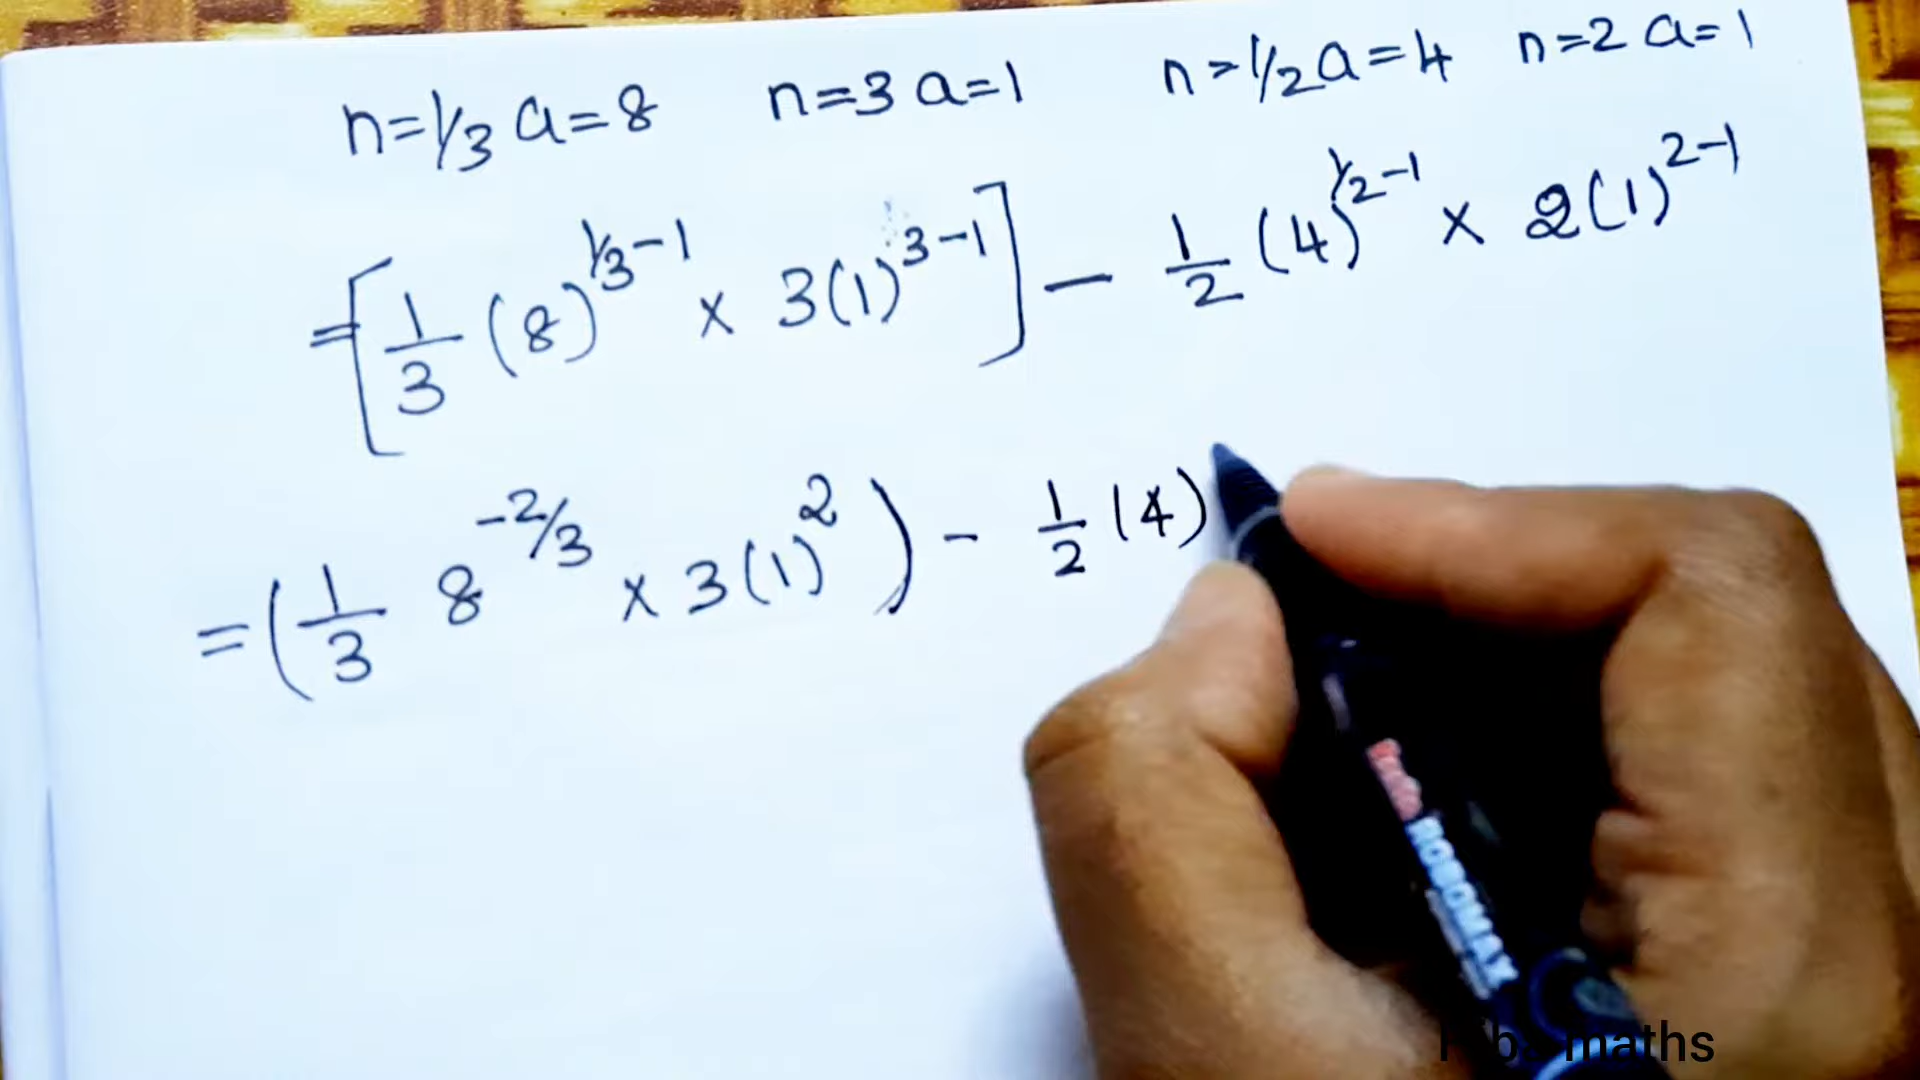 n=1/3 a=8 n=3 a=1 n=1/2 a=4 n=2 a=1
=[1/3 (8)^(1/3-1) × 3(1)^(3-1)] - 1/2 (4)^(1/2-1) × 2(1)^(2-1)
=(1/3 8^(-2/3) × 3(1)^2) - 1/2 (4)
ROBOMAX
maths